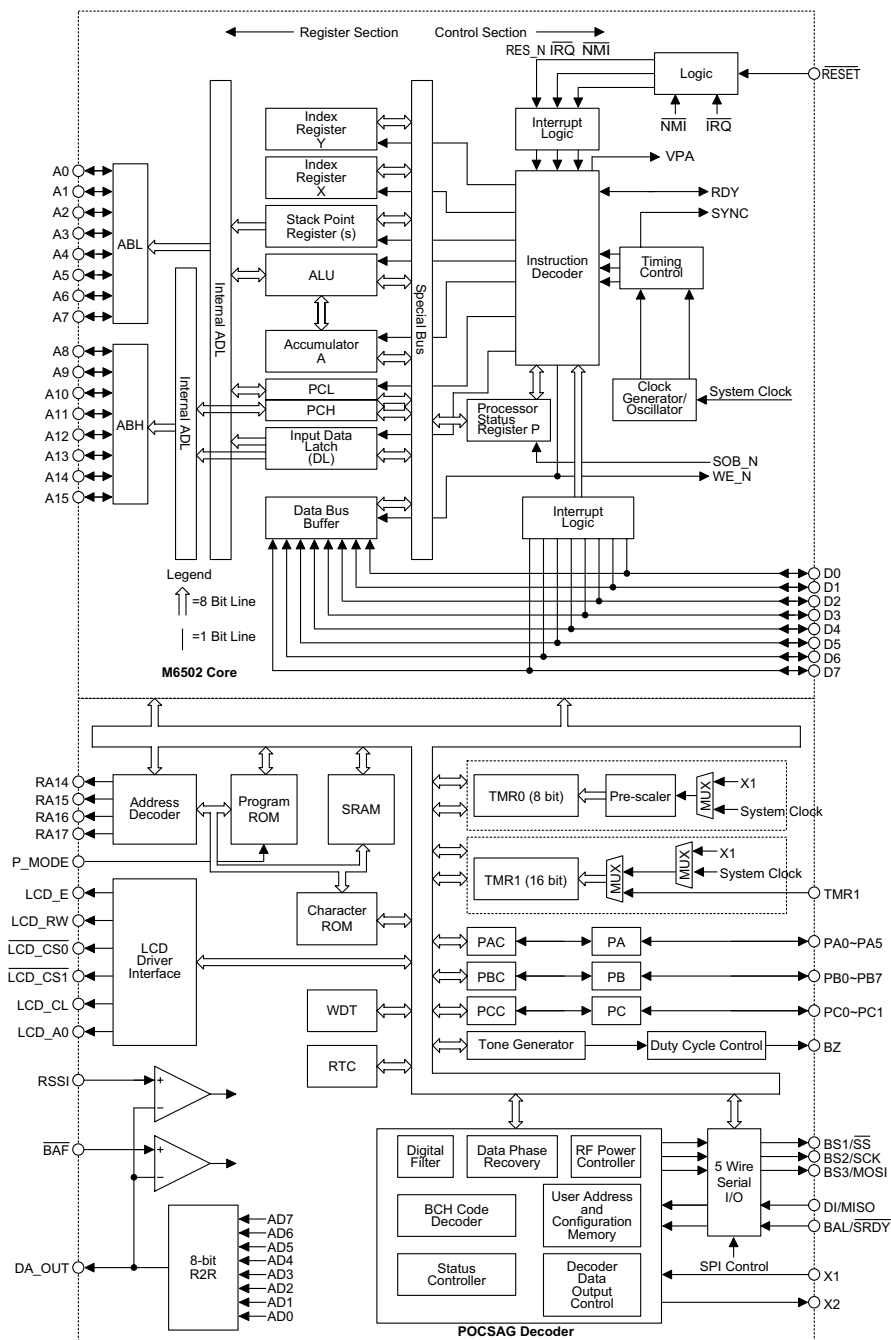 Register Section
Control Section
RES_N IRQ NMI
Logic
RESET
NMI
IRQ
Index
Register
Y
Interrupt
Logic
VPA
Index
Register
X
RDY
SYNC
A0
A1
A2
A3
A4
A5
A6
A7
ABL
Stack Point
Register (s)
ALU
Internal ADL
Special Bus
Instruction
Decoder
Timing
Control
Accumulator
A
A8
A9
A10
A11
A12
A13
A14
A15
ABH
Internal ADL
PCL
PCH
Input Data
Latch
(DL)
Processor
Status
Register P
Clock
Generator/
Oscillator
System Clock
SOB_N
WE_N
Data Bus
Buffer
Interrupt
Logic
Legend
=8 Bit Line
=1 Bit Line
M6502 Core
D0
D1
D2
D3
D4
D5
D6
D7
RA14
RA15
RA16
RA17
Address
Decoder
Program
ROM
SRAM
P_MODE
Character
ROM
TMR0 (8 bit)
Pre-scaler
MUX
X1
System Clock
TMR1 (16 bit)
MUX
MUX
X1
System Clock
TMR1
LCD_E
LCD_RW
LCD_CS0
LCD_CS1
LCD_CL
LCD_A0
LCD
Driver
Interface
PAC
PA
PA0~PA5
PBC
PB
PB0~PB7
PCC
PC
PC0~PC1
WDT
RTC
Tone Generator
Duty Cycle Control
BZ
RSSI
+
−
BAF
+
−
DA_OUT
8-bit
R2R
AD7
AD6
AD5
AD4
AD3
AD2
AD1
AD0
Digital
Filter
Data Phase
Recovery
RF Power
Controller
BCH Code
Decoder
User Address
and
Configuration
Memory
Status
Controller
Decoder
Data
Output
Control
POCSAG Decoder
5 Wire
Serial
I/O
SPI Control
BS1/SS
BS2/SCK
BS3/MOSI
DI/MISO
BAL/SRDY
X1
X2